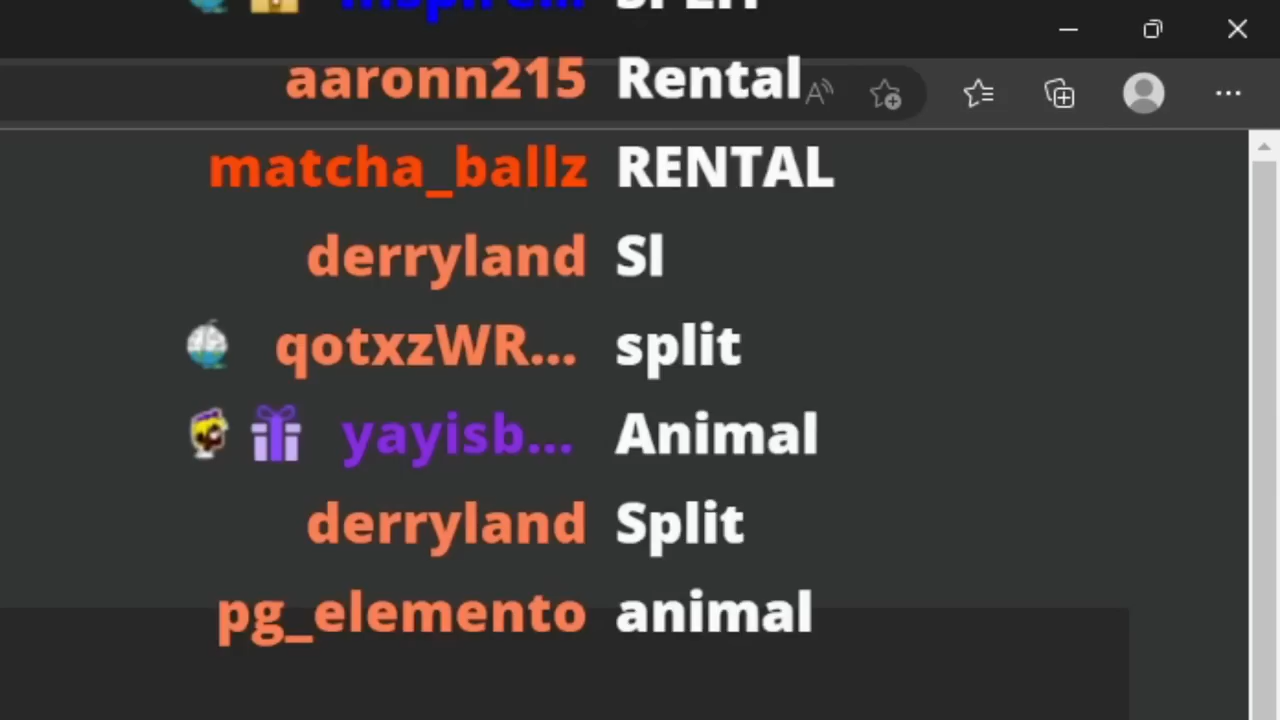 aaronn215 Rental
matcha_ballz RENTAL
derryland Sl
qotxzWR... split
yayisb... Animal
derryland Split
pg_elemento animal